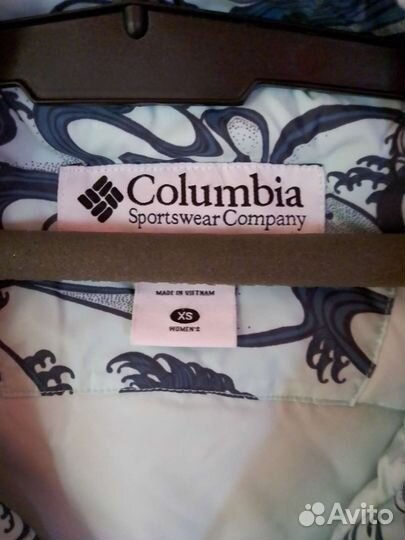 Columbia
Sportswear Company
MADE IN VIETNAM
XS
WOMEN'S
Avito